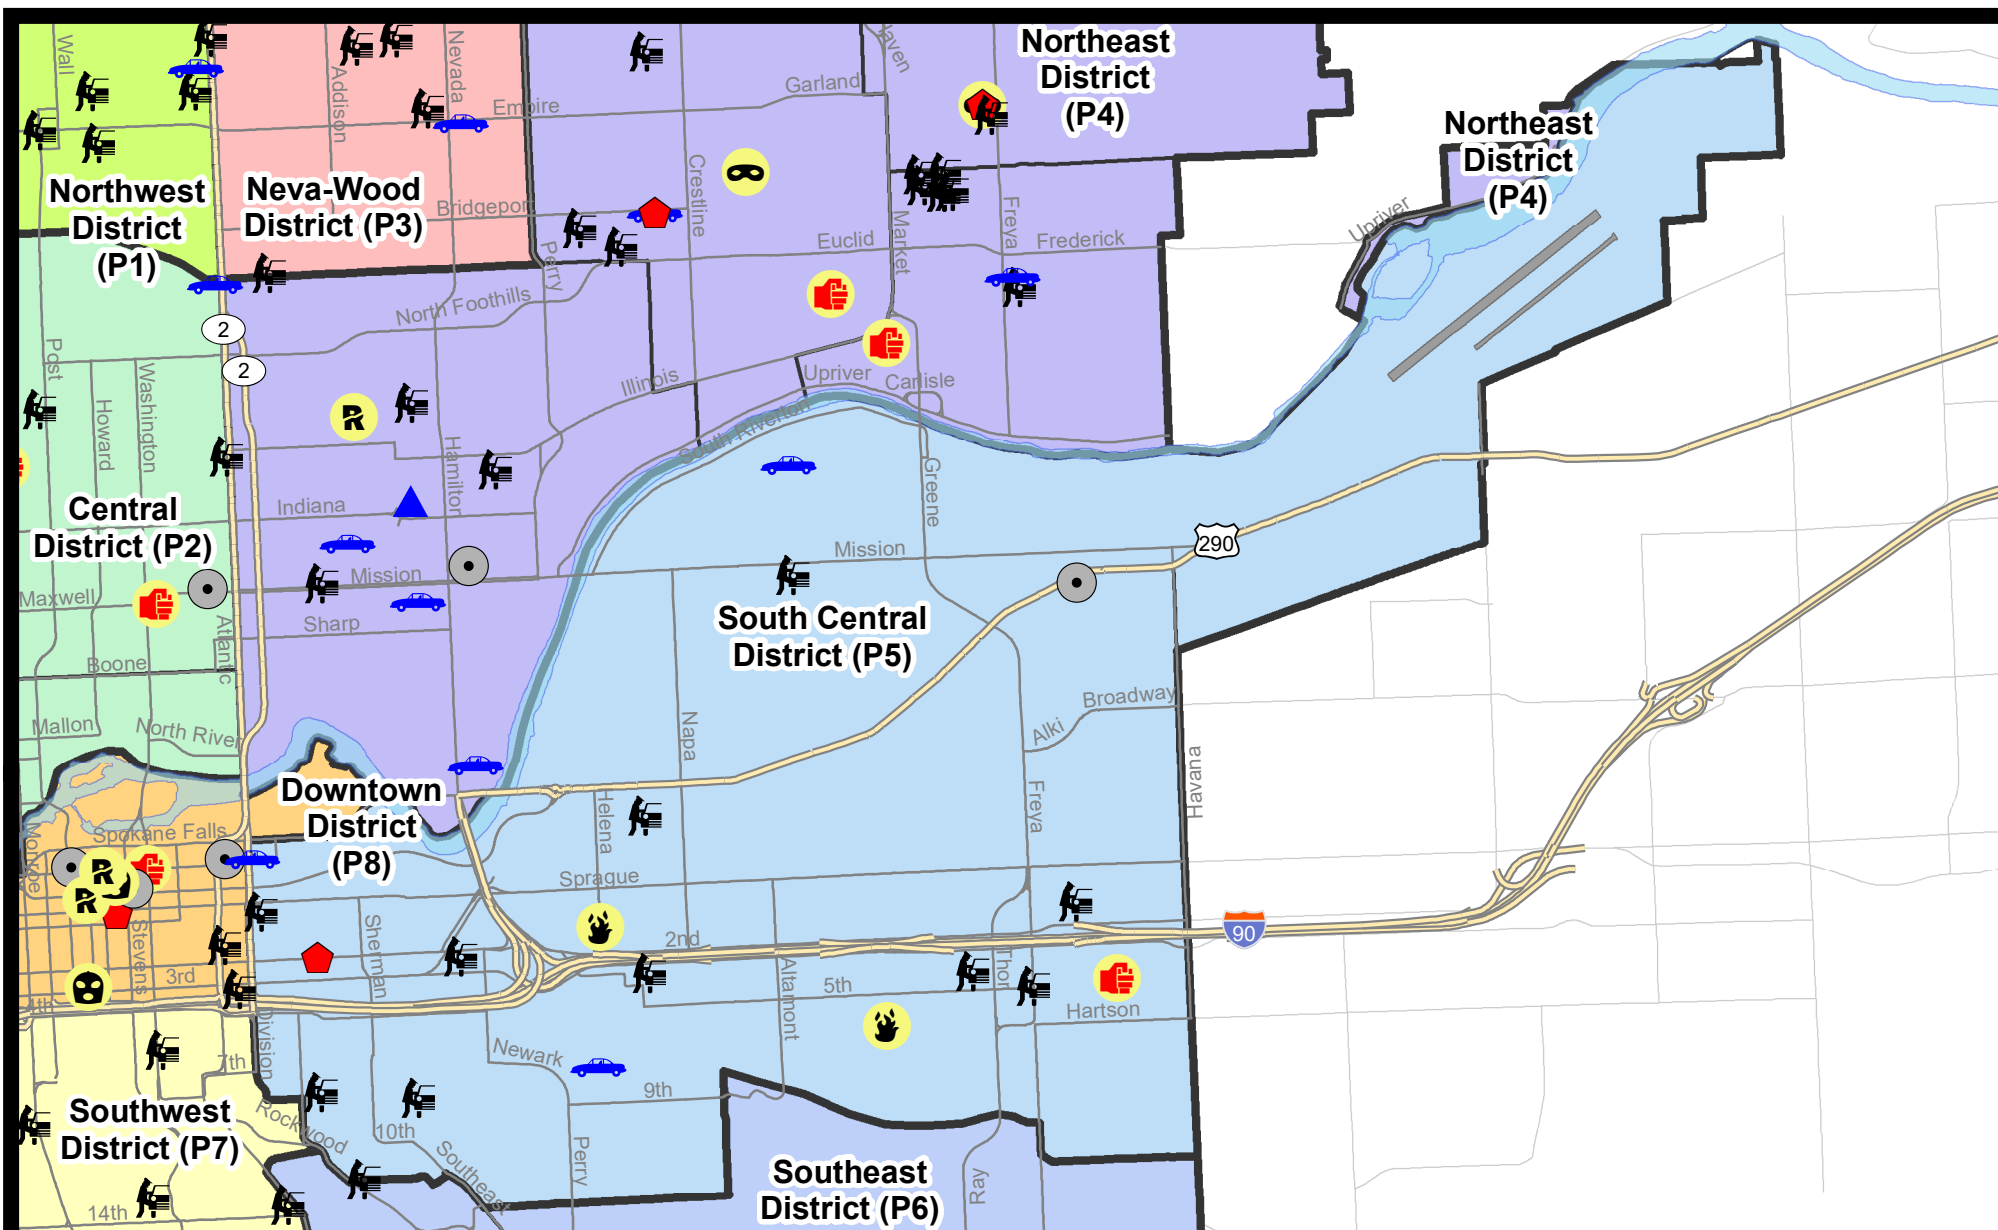 Northeast
District
(P4)
Northeast
District
(P4)
Northwest
District
(P1)
Neva-Wood
District (P3)
Central
District (P2)
South Central
District (P5)
Downtown
District
(P8)
Southwest
District (P7)
Southeast
District (P6)
Wall
Addison
Nevada
Empire
Garland
Crestline
Bridgeport
Perry
Euclid
Market
Freya
Frederick
Upriver
North Foothills
2
2
Post
Howard
Washington
Illinois
Upriver
Carlisle
South Riverton
Hamilton
Greene
Indiana
Mission
Mission
290
Maxwell
Sharp
Atlantic
Boone
Mallon
North River
Napa
Broadway
Alki
Havana
Freya
Helena
Spokane Falls
Monroe
Sprague
Sherman
Stevens
2nd
90
3rd
4th
Altamont
5th
Thor
Hartson
Division
7th
Newark
9th
Rockwood
10th
Southeast
Perry
Ray
14th